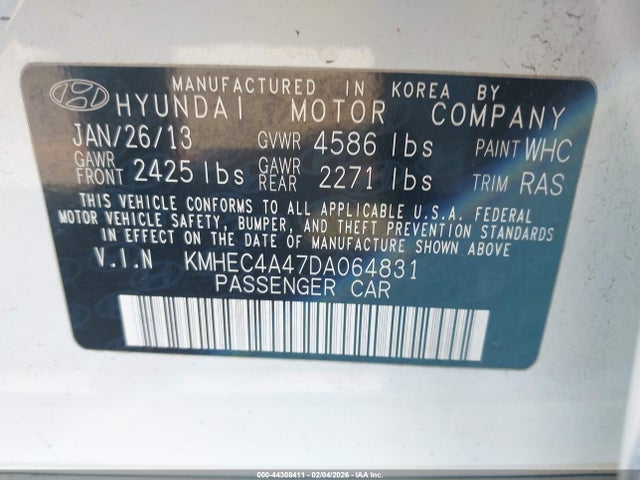 MANUFACTURED IN KOREA BY
HYUNDAI MOTOR COMPANY
JAN/26/13 GVWR 4586 lbs PAINT WHC
GAWR FRONT 2425 lbs GAWR REAR 2271 lbs TRIM RAS
THIS VEHICLE CONFORMS TO ALL APPLICABLE U.S.A. FEDERAL
MOTOR VEHICLE SAFETY, BUMPER, AND THEFT PREVENTION STANDARDS
IN EFFECT ON THE DATE OF MANUFACTURE SHOWN ABOVE.
V.I.N KMHEC4A47DA064831
PASSENGER CAR
© IAA - 44308411 - 02/04/2026 - IAAI.com